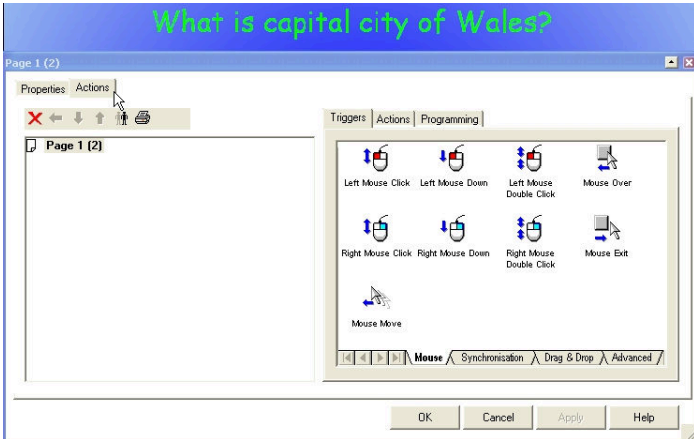 What is capital city of Wales?
Page 1 (2)
Properties Actions
Triggers Actions Programming
Page 1 (2)
Left Mouse Click Left Mouse Down Left Mouse Double Click Mouse Over
Right Mouse Click Right Mouse Down Right Mouse Double Click Mouse Exit
Mouse Move
Mouse Synchronisation Drag & Drop Advanced
OK Cancel Apply Help